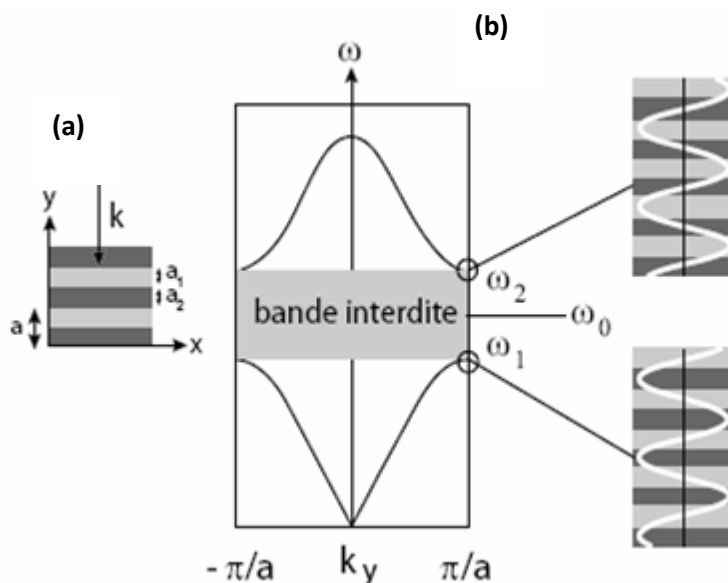 (b)
ω
(a)
y
k
a₁
a₂
a
x
ω₂
bande interdite
ω₀
ω₁
- π/a
k_y
π/a